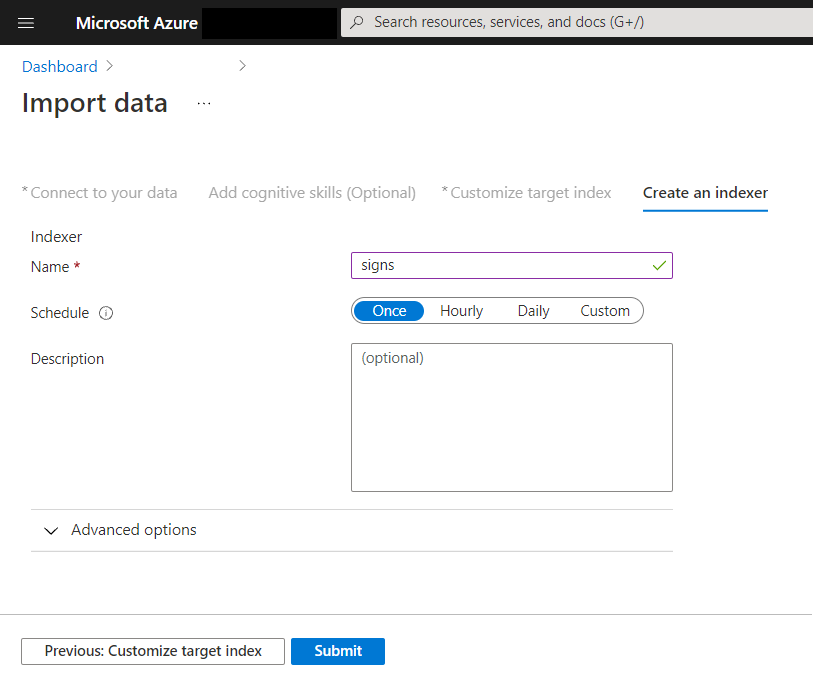 Microsoft Azure
Search resources, services, and docs (G+/)
Dashboard
Import data
...
* Connect to your data
Add cognitive skills (Optional)
* Customize target index
Create an indexer
Indexer
Name *
signs
Schedule
Once
Hourly
Daily
Custom
Description
(optional)
Advanced options
Previous: Customize target index
Submit